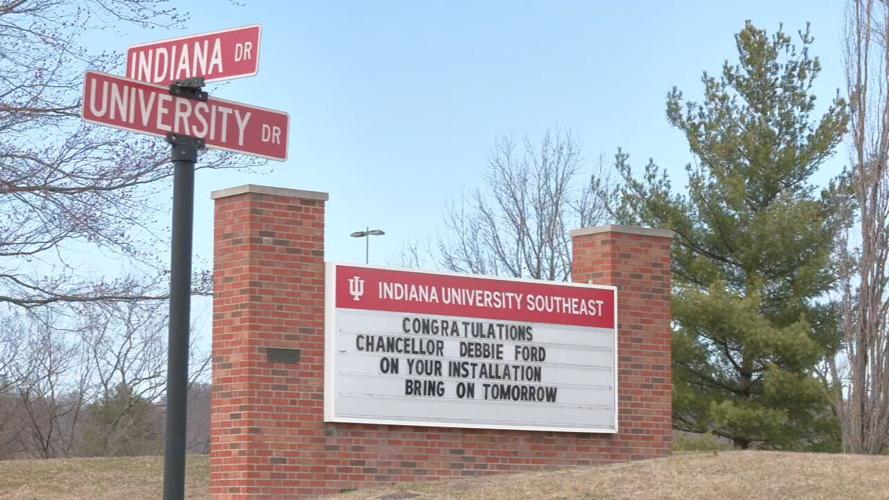 INDIANA DR
UNIVERSITY DR
INDIANA UNIVERSITY SOUTHEAST
CONGRATULATIONS
CHANCELLOR DEBBIE FORD
ON YOUR INSTALLATION
BRING ON TOMORROW